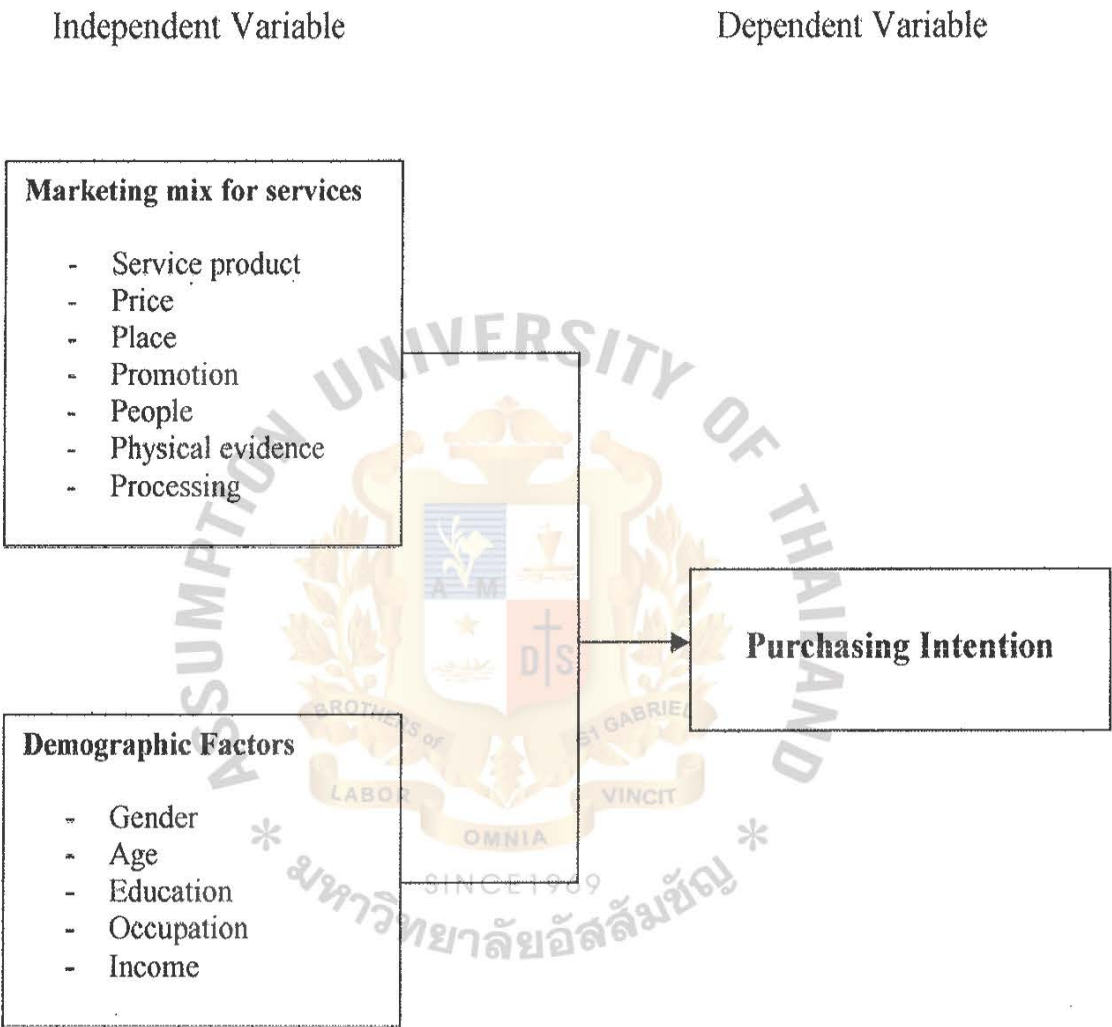 Independent Variable
Dependent Variable
Marketing mix for services
- Service product
- Price
- Place
- Promotion
- People
- Physical evidence
- Processing
Purchasing Intention
Demographic Factors
- Gender
- Age
- Education
- Occupation
- Income
ASSUMPTION UNIVERSITY OF THAILAND
A M
D S
BROTHERS of ST GABRIEL
LABOR
OMNIA
VINCIT
* *
SINCE 1969
มหาวิทยาลัยอัสสัมชัญ